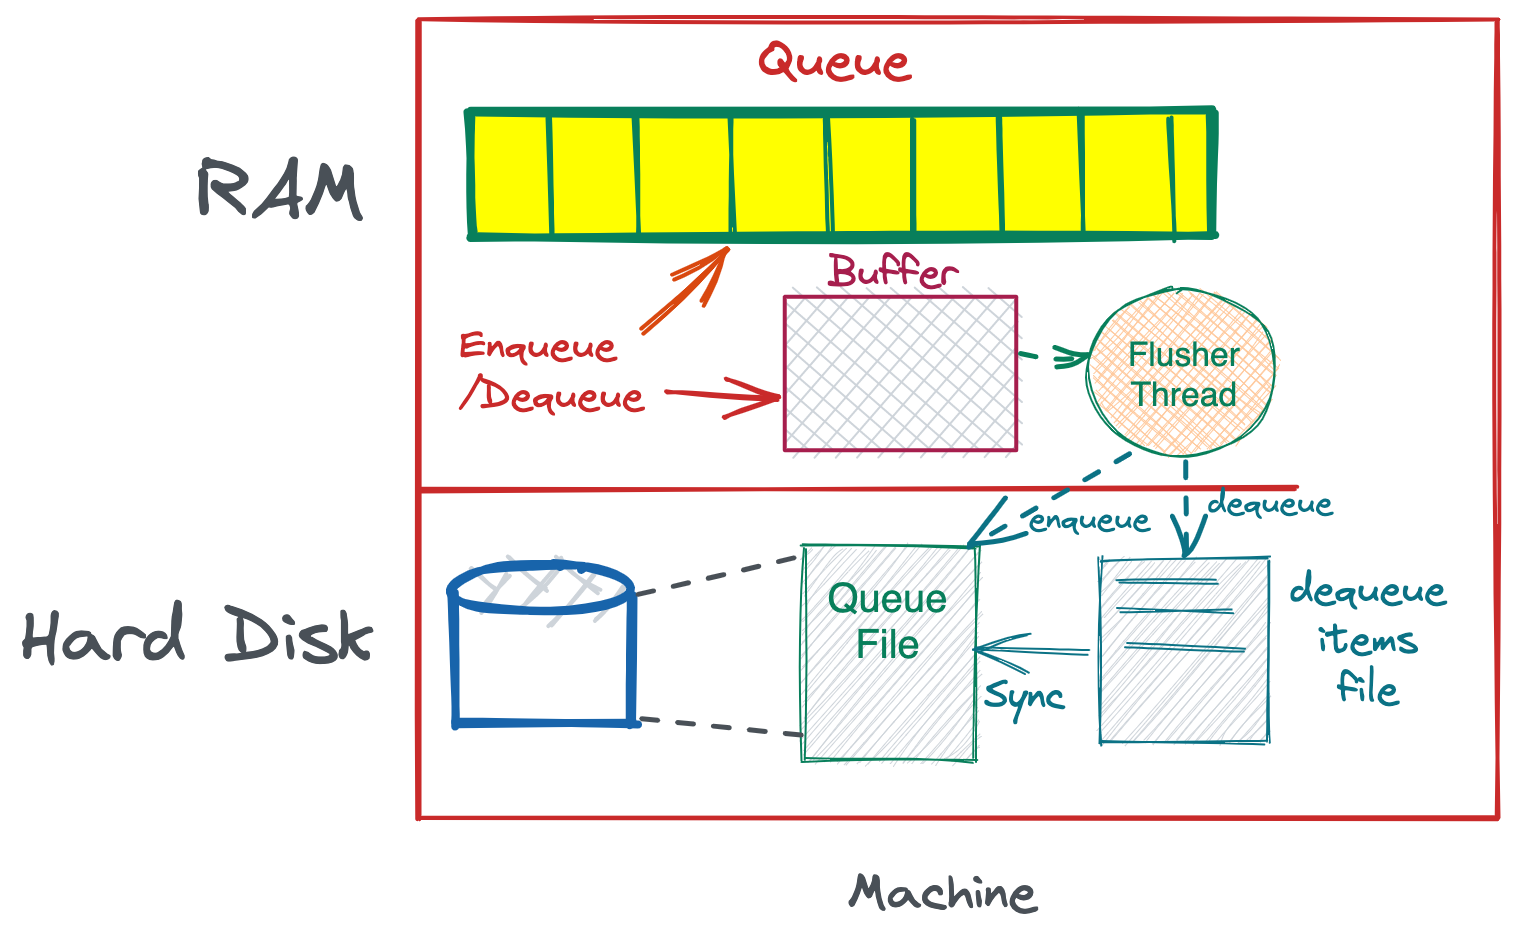 Queue
RAM
Buffer
Enqueue
/Dequeue
Flusher
Thread
enqueue
dequeue
Hard Disk
Queue
File
Sync
dequeue
items
file
Machine